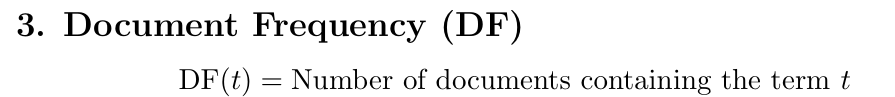 3. Document Frequency (DF)
DF(t) = Number of documents containing the term t